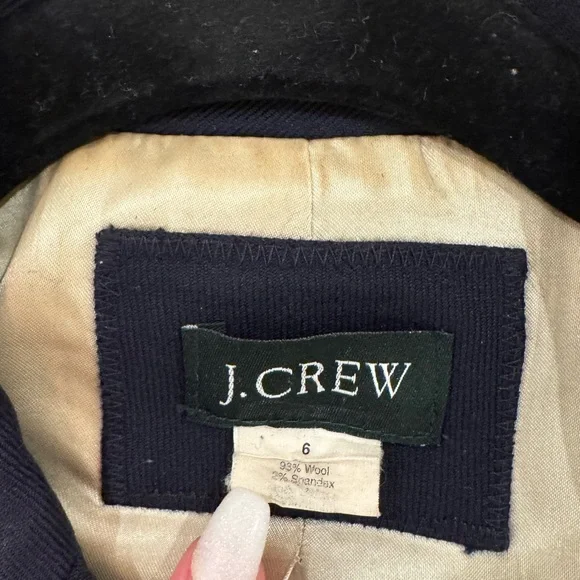 J.CREW
6
93% Wool
2% Spandex